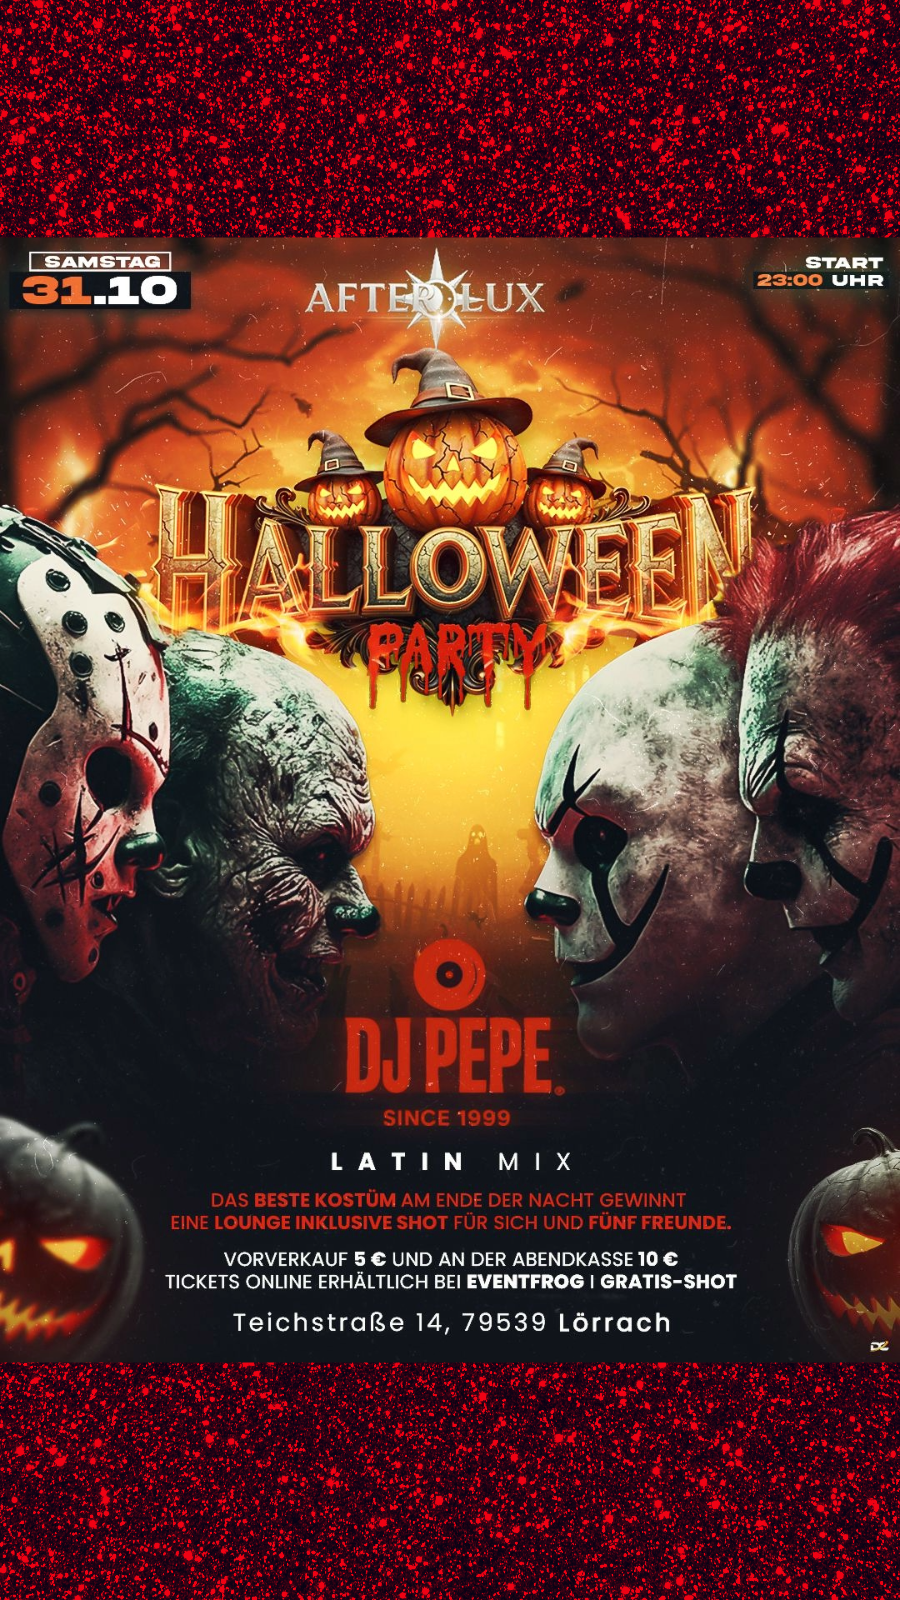 SAMSTAG
31.10
START
23:00 UHR
AFTER LUX
HALLOWEEN
PARTY
DJ PEPE®
SINCE 1999
LATIN MIX
DAS BESTE KOSTÜM AM ENDE DER NACHT GEWINNT
EINE LOUNGE INKLUSIVE SHOT FÜR SICH UND FÜNF FREUNDE.
VORVERKAUF 5 € UND AN DER ABENDKASSE 10 €
TICKETS ONLINE ERHÄLTLICH BEI EVENTFROG | GRATIS-SHOT
Teichstraße 14, 79539 Lörrach